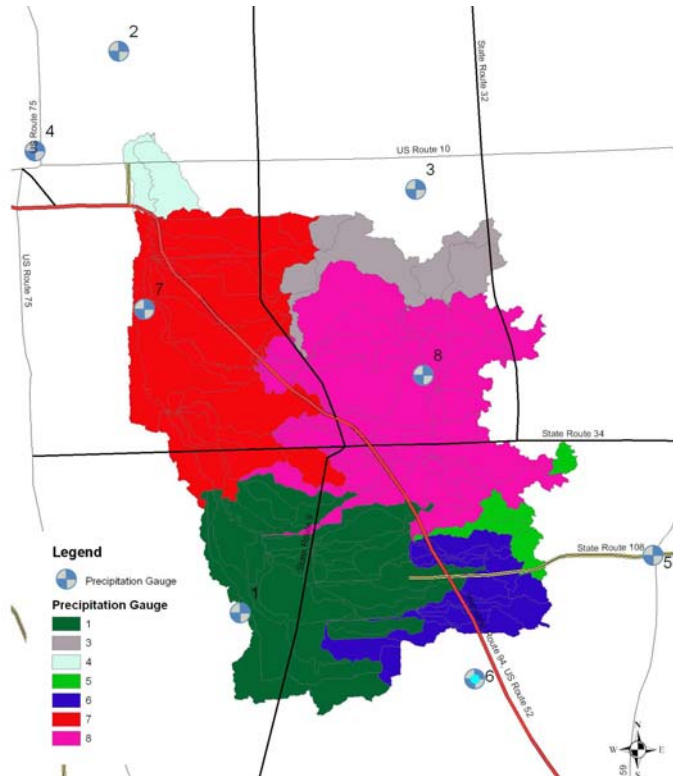 2
State Route 32
US Route 75
4
US Route 10
3
US Route 75
7
8
State Route 34
Legend
Precipitation Gauge
State Route 108
5
1
Precipitation Gauge
1
3
4
5
6
7
8
6
Route 94, US Route 52
N
W E
S
59